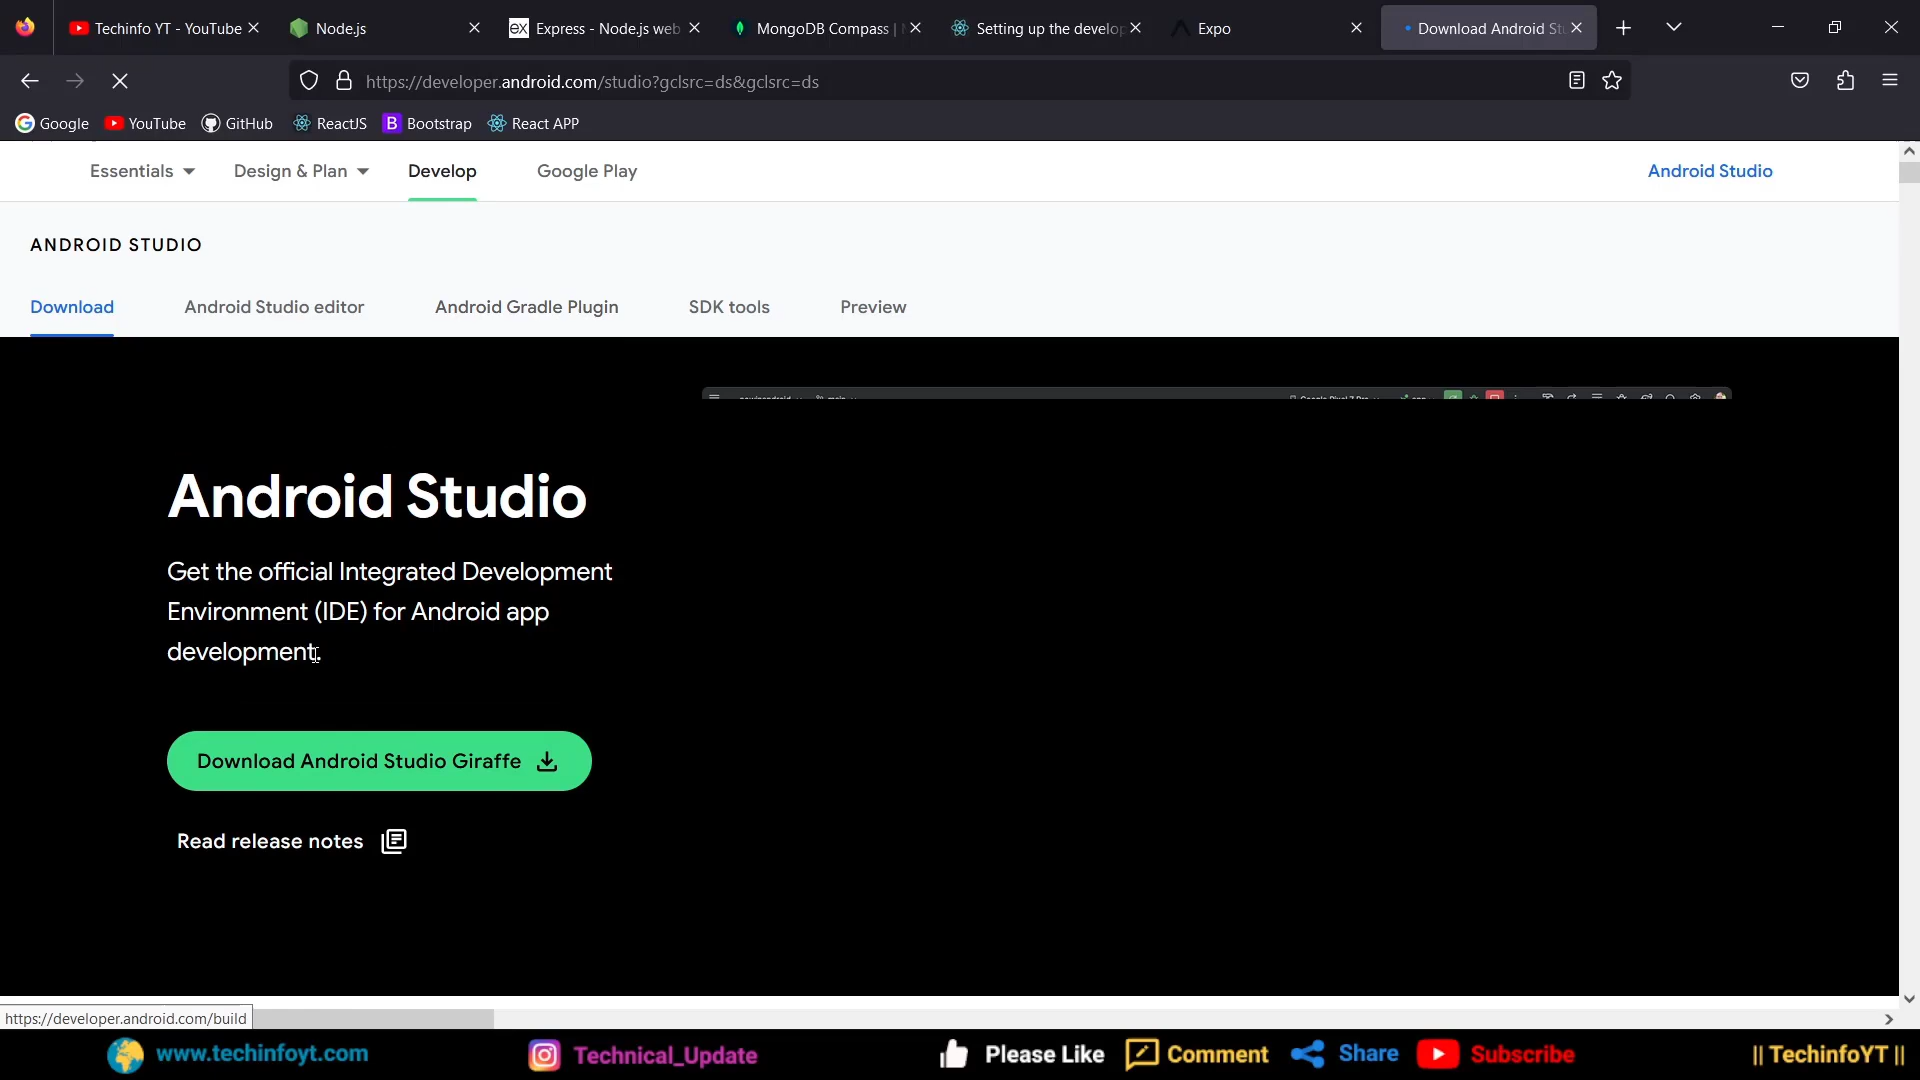 Techinfo YT - YouTube
Node.js
Express - Node.js web
MongoDB Compass |
Setting up the develop
Expo
Download Android St
https://developer.android.com/studio?gclsrc=ds&gclsrc=ds
Google
YouTube
GitHub
ReactJS
B Bootstrap
React APP
Essentials
Design & Plan
Develop
Google Play
Android Studio
ANDROID STUDIO
Download
Android Studio editor
Android Gradle Plugin
SDK tools
Preview
Android Studio
Get the official Integrated Development
Environment (IDE) for Android app
development.
Download Android Studio Giraffe
Read release notes
https://developer.android.com/build
www.techinfoyt.com
Technical_Update
Please Like
Comment
Share
Subscribe
|| TechinfoYT ||